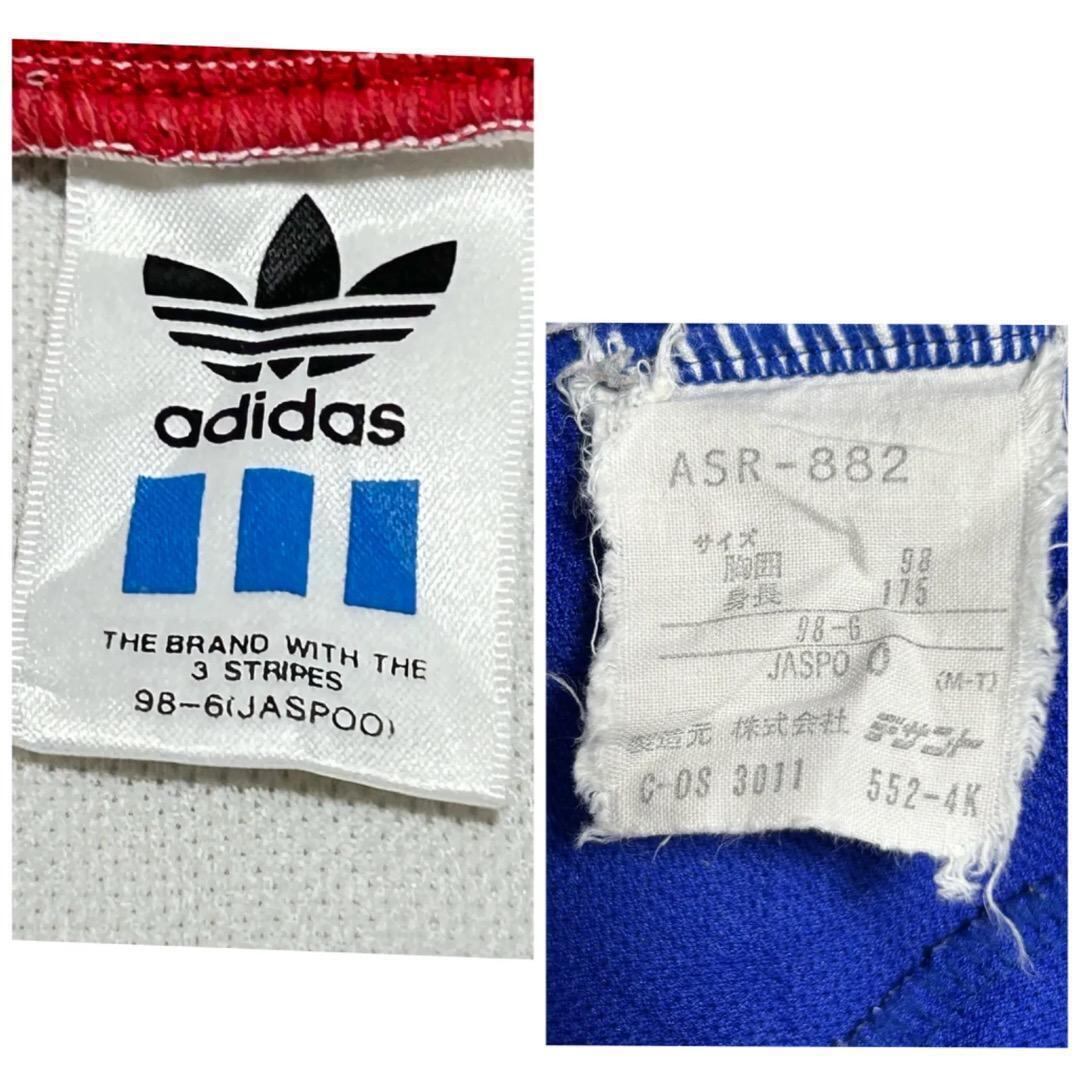 adidas
THE BRAND WITH THE
3 STRIPES
98-6(JASPOO)
ASR-882
サイズ
胸囲 98
身長 175
98-6
JASPO O (M-T)
製造元 株式会社 デサント
C-OS 3011 552-4K